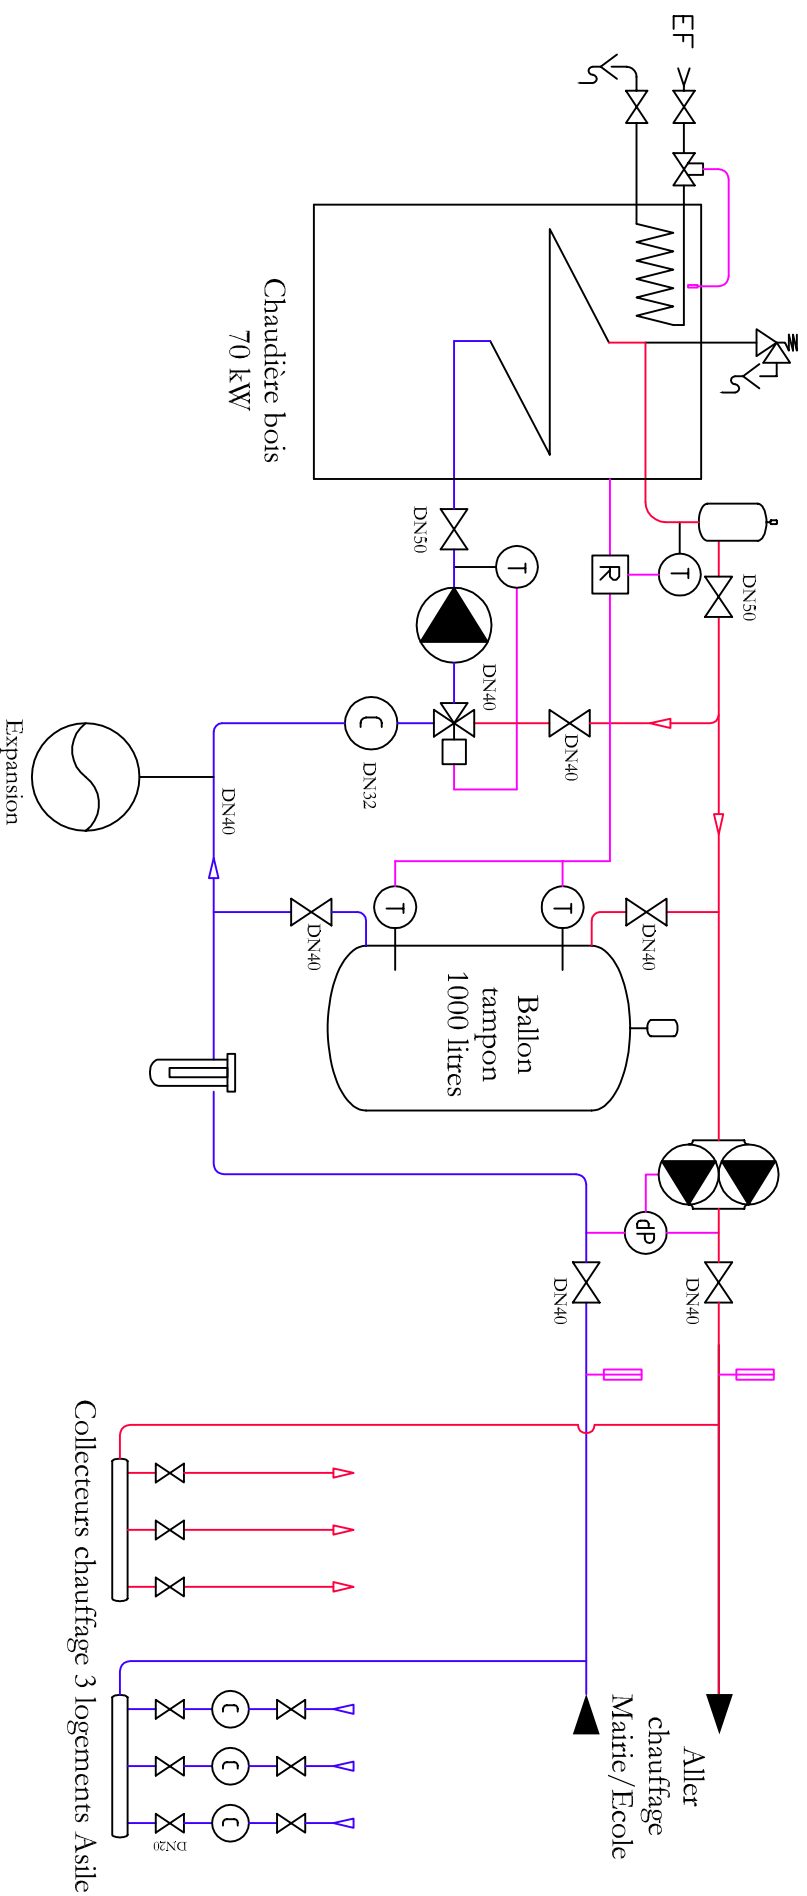 EF
Chaudière bois
70 kW
DN50
T
R
T
DN50
DN40
DN40
C
DN32
Expansion
DN40
DN40
T
T
DN40
Ballon
tampon
1000 litres
dP
DN40
DN40
Collecteurs chauffage 3 logements Asile
C
C
C
DN20
Aller
chauffage
Mairie/Ecole